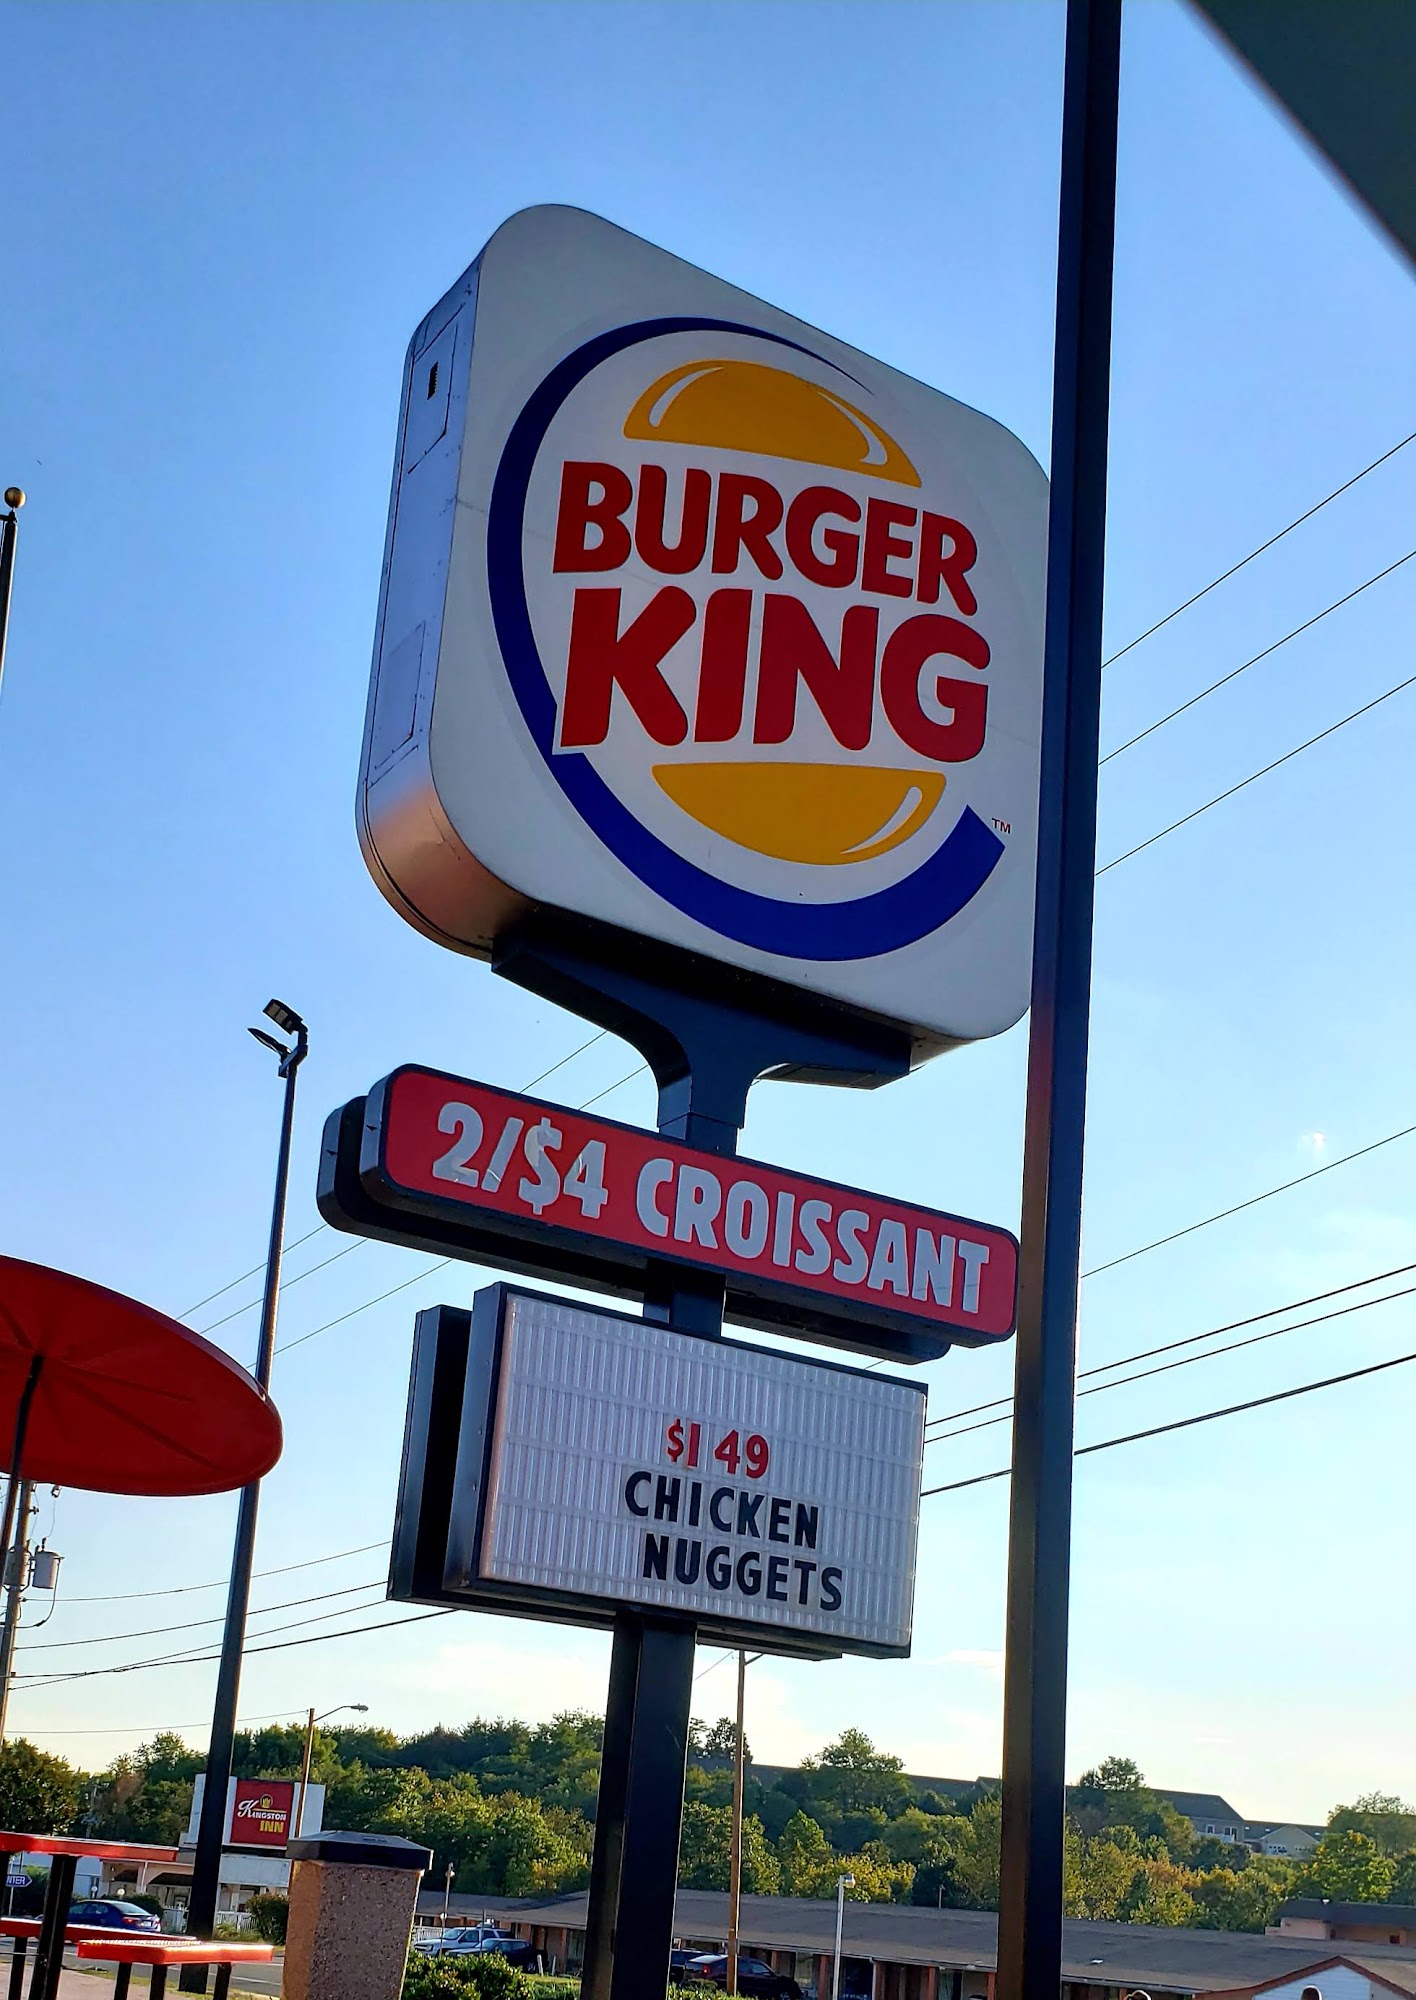 BURGER
KING
TM
2/$4 CROISSANT
$1 49
CHICKEN
NUGGETS
KINGSTON
INN